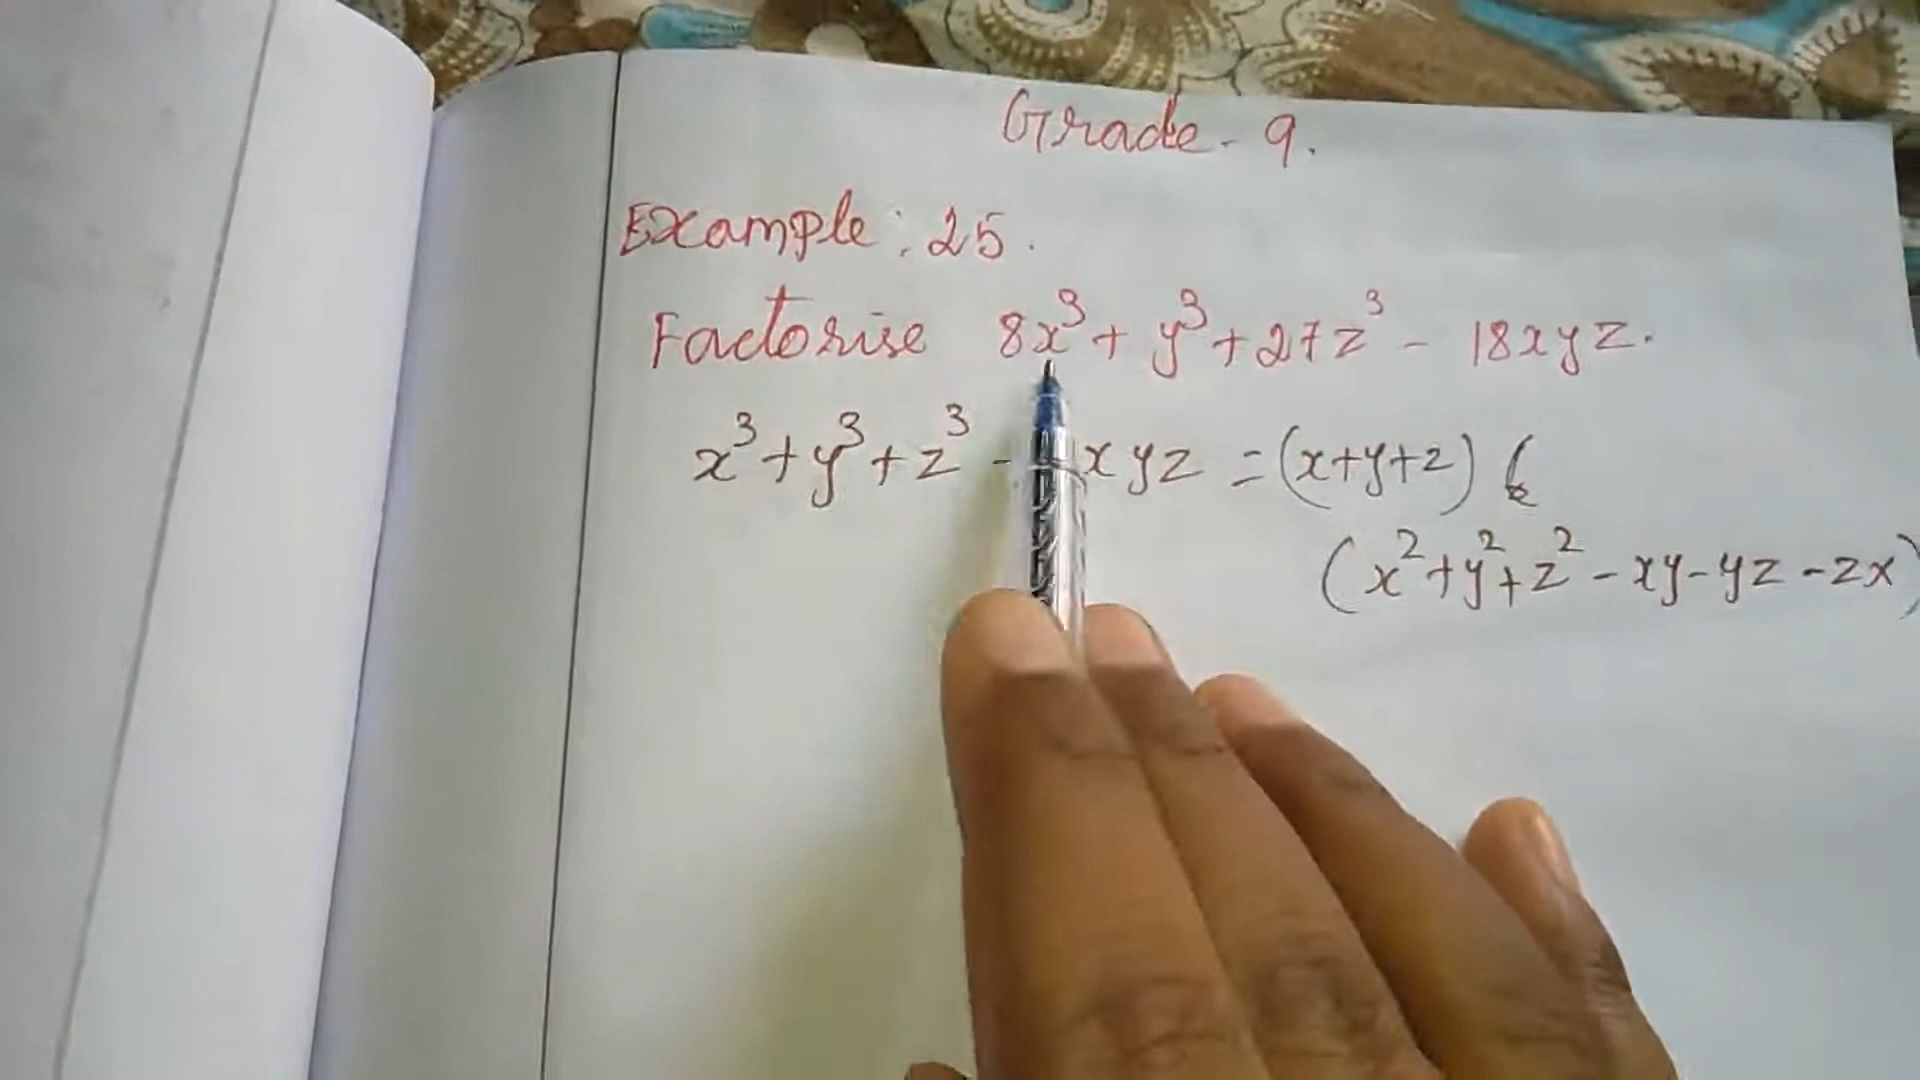 Grade - 9.
Example : 25.
Factorise 8x³ + y³ + 27z³ - 18xyz.
x³ + y³ + z³ - xyz = (x+y+z) (
(x² + y² + z² - xy - yz - zx)